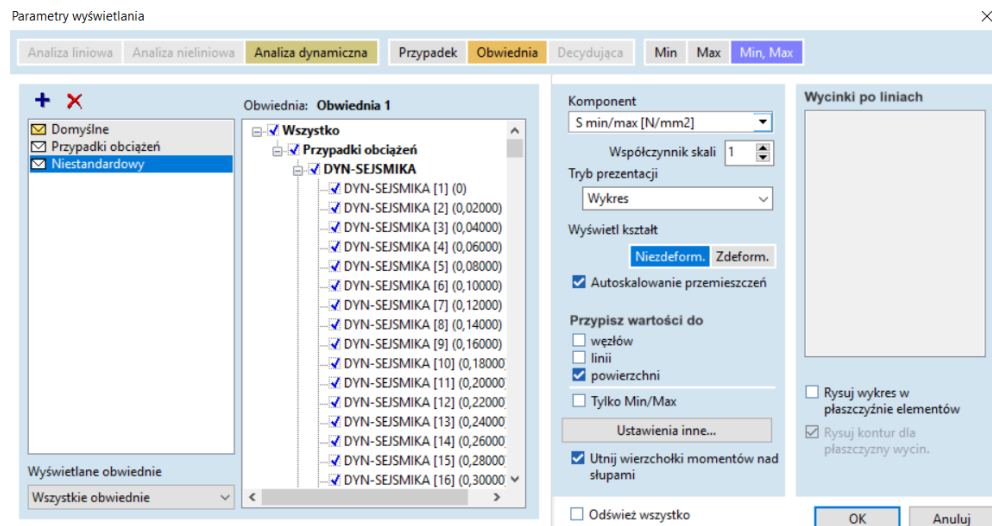 Parametry wyświetlania
Analiza liniowa Analiza nieliniowa Analiza dynamiczna Przypadek Obwiednia Decydująca Min Max Min, Max
Obwiednia: Obwiednia 1
Domyślne
Przypadki obciążeń
Niestandardowy
Wyświetlane obwiednie
Wszystkie obwiednie
Wszystko
Przypadki obciążeń
DYN-SEJSMIKA
DYN-SEJSMIKA [1] (0)
DYN-SEJSMIKA [2] (0,02000)
DYN-SEJSMIKA [3] (0,04000)
DYN-SEJSMIKA [4] (0,06000)
DYN-SEJSMIKA [5] (0,08000)
DYN-SEJSMIKA [6] (0,10000)
DYN-SEJSMIKA [7] (0,12000)
DYN-SEJSMIKA [8] (0,14000)
DYN-SEJSMIKA [9] (0,16000)
DYN-SEJSMIKA [10] (0,18000
DYN-SEJSMIKA [11] (0,20000
DYN-SEJSMIKA [12] (0,22000
DYN-SEJSMIKA [13] (0,24000
DYN-SEJSMIKA [14] (0,26000
DYN-SEJSMIKA [15] (0,28000
DYN-SEJSMIKA [16] (0,30000
Komponent
S min/max [N/mm2]
Współczynnik skali 1
Tryb prezentacji
Wykres
Wyświetl kształt
Niezdeform. Zdeform.
Autoskalowanie przemieszczeń
Przypisz wartości do
węzłów
linii
powierzchni
Tylko Min/Max
Ustawienia inne...
Utnij wierzchołki momentów nad
słupami
Odśwież wszystko
Wycinki po liniach
Rysuj wykres w
płaszczyźnie elementów
Rysuj kontur dla
płaszczyzny wycin.
OK Anuluj